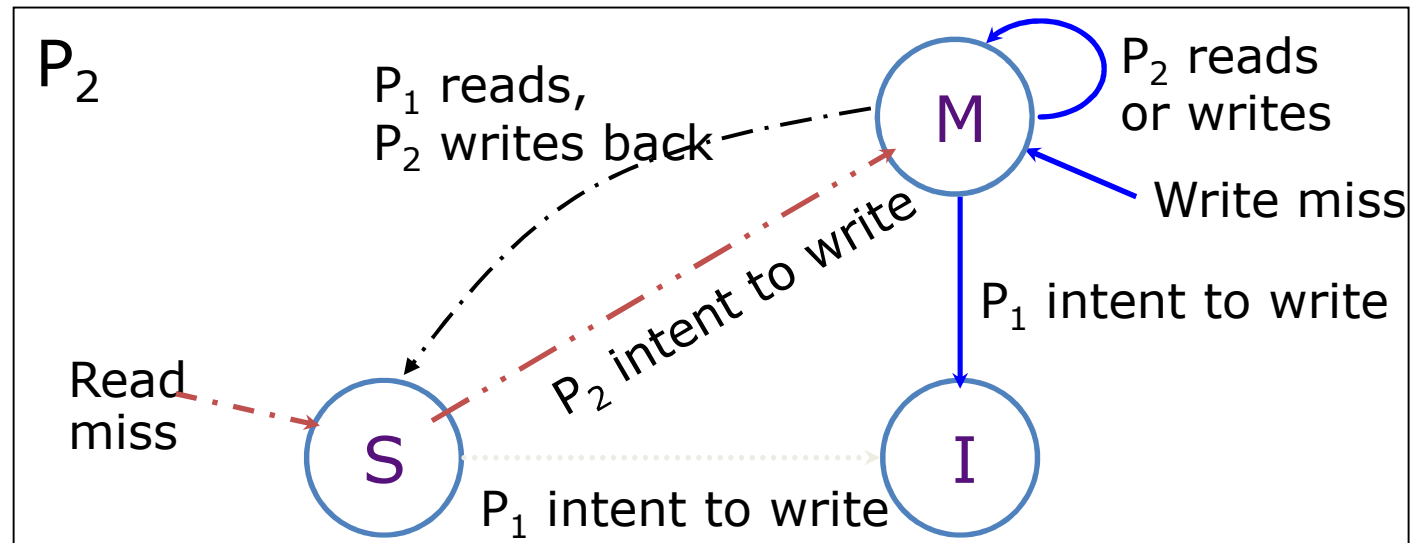 P₂
P₁ reads,
P₂ writes back
M
P₂ reads
or writes
Write miss
P₂ intent to write
P₁ intent to write
Read
miss
S
I
P₁ intent to write